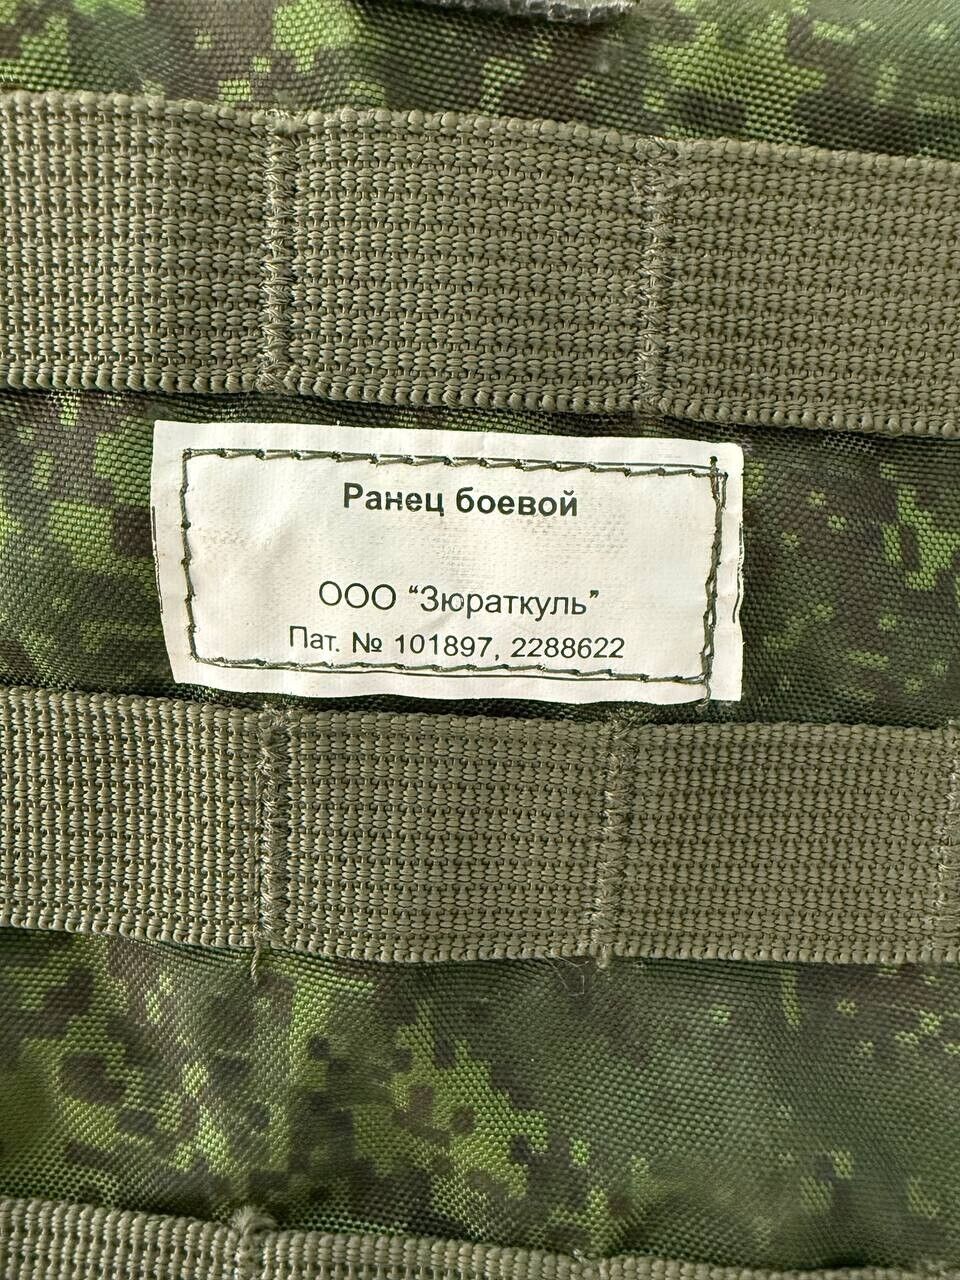 Ранец боевой
ООО “Зюраткуль”
Пат. № 101897, 2288622